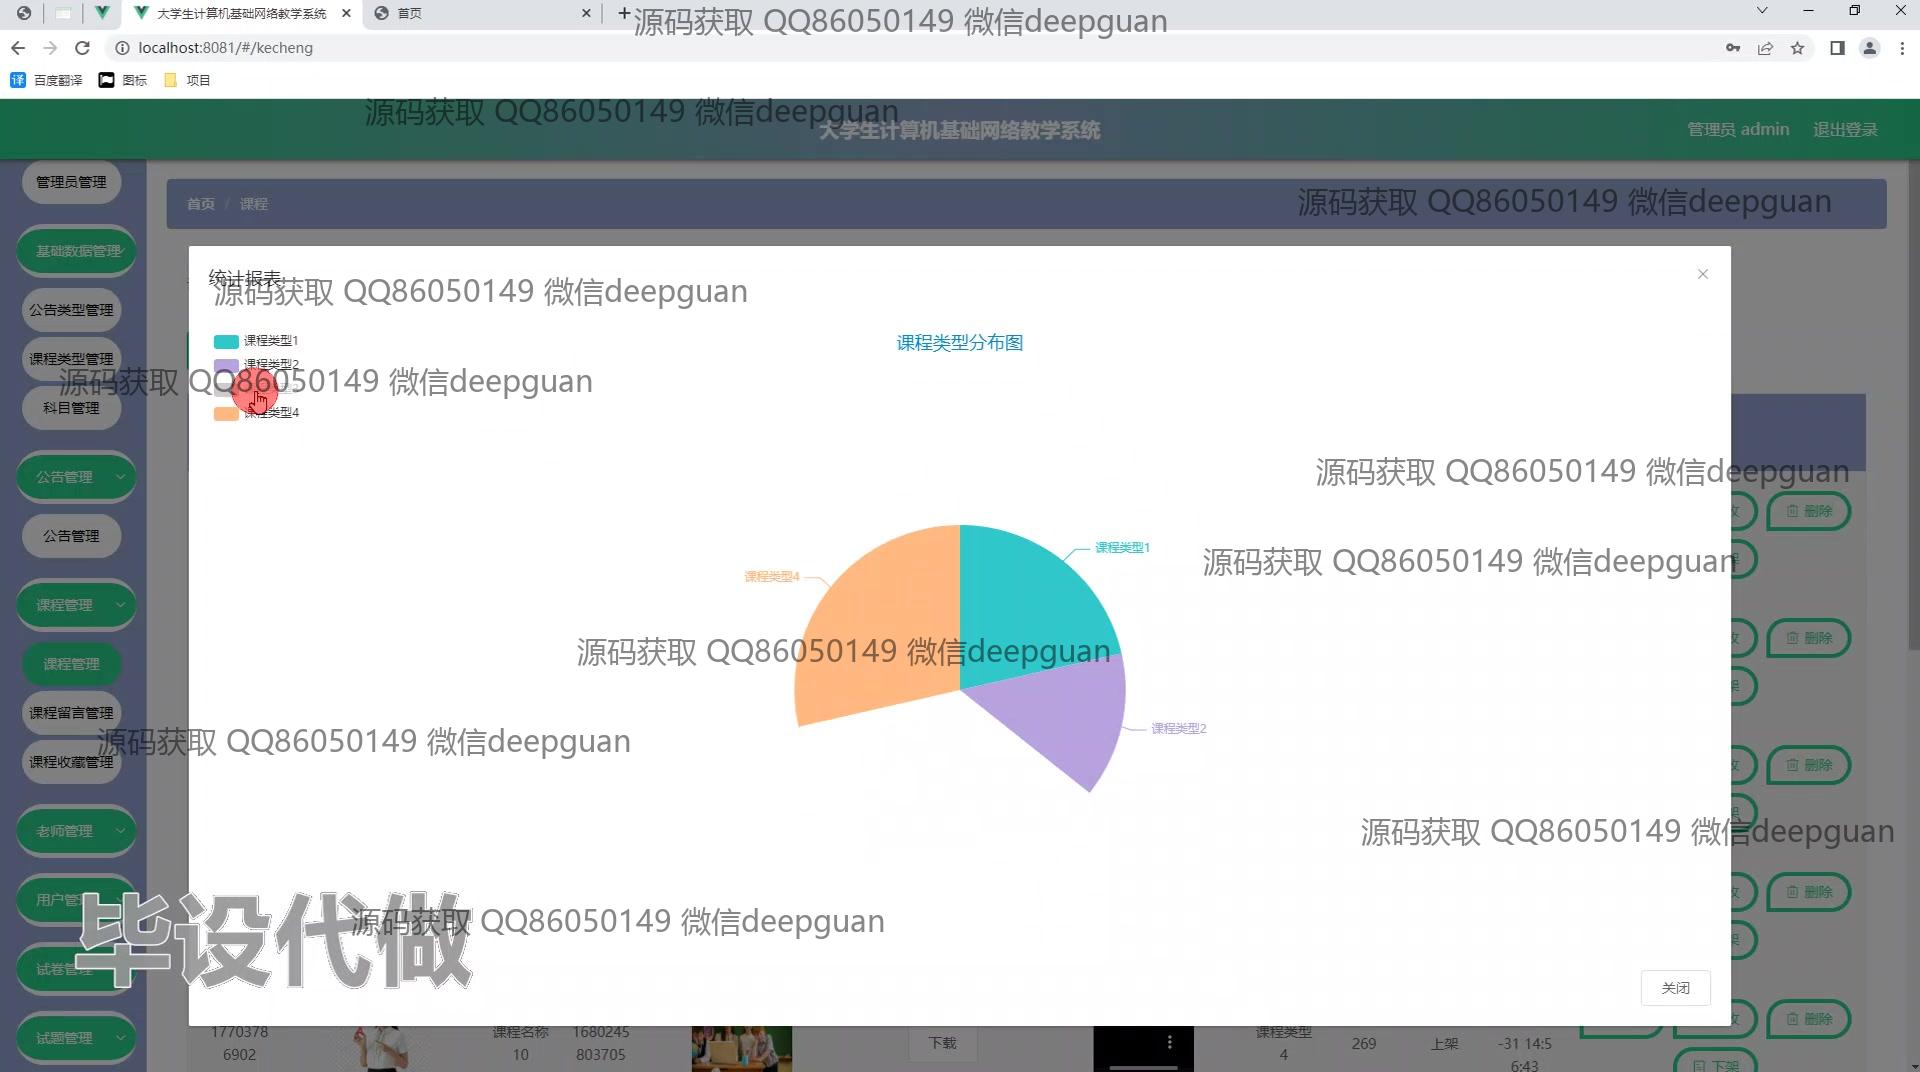 大学生计算机基础网络教学系统
首页
源码获取 QQ86050149 微信deepguan
localhost:8081/#/kecheng
百度翻译
图标
项目
源码获取 QQ86050149 微信deepguan
大学生计算机基础网络教学系统
管理员 admin
退出登录
管理员管理
首页 / 课程
源码获取 QQ86050149 微信deepguan
基础数据管理
统计报表
源码获取 QQ86050149 微信deepguan
公告类型管理
课程类型1
课程类型分布图
课程类型管理
课程类型2
源码获取 QQ86050149 微信deepguan
科目管理
课程类型4
公告管理
源码获取 QQ86050149 微信deepguan
删除
公告管理
课程类型1
源码获取 QQ86050149 微信deepguan
课程类型4
课程管理
删除
源码获取 QQ86050149 微信deepguan
课程管理
课程留言管理
课程类型2
源码获取 QQ86050149 微信deepguan
课程收藏管理
删除
老师管理
源码获取 QQ86050149 微信deepguan
删除
毕设代做
源码获取 QQ86050149 微信deepguan
试卷管理
关闭
试题管理
1770378
6902
课程名称
10
1680245
803705
下载
课程类型
4
269
上架
-31 14:5
6:43
删除
下架